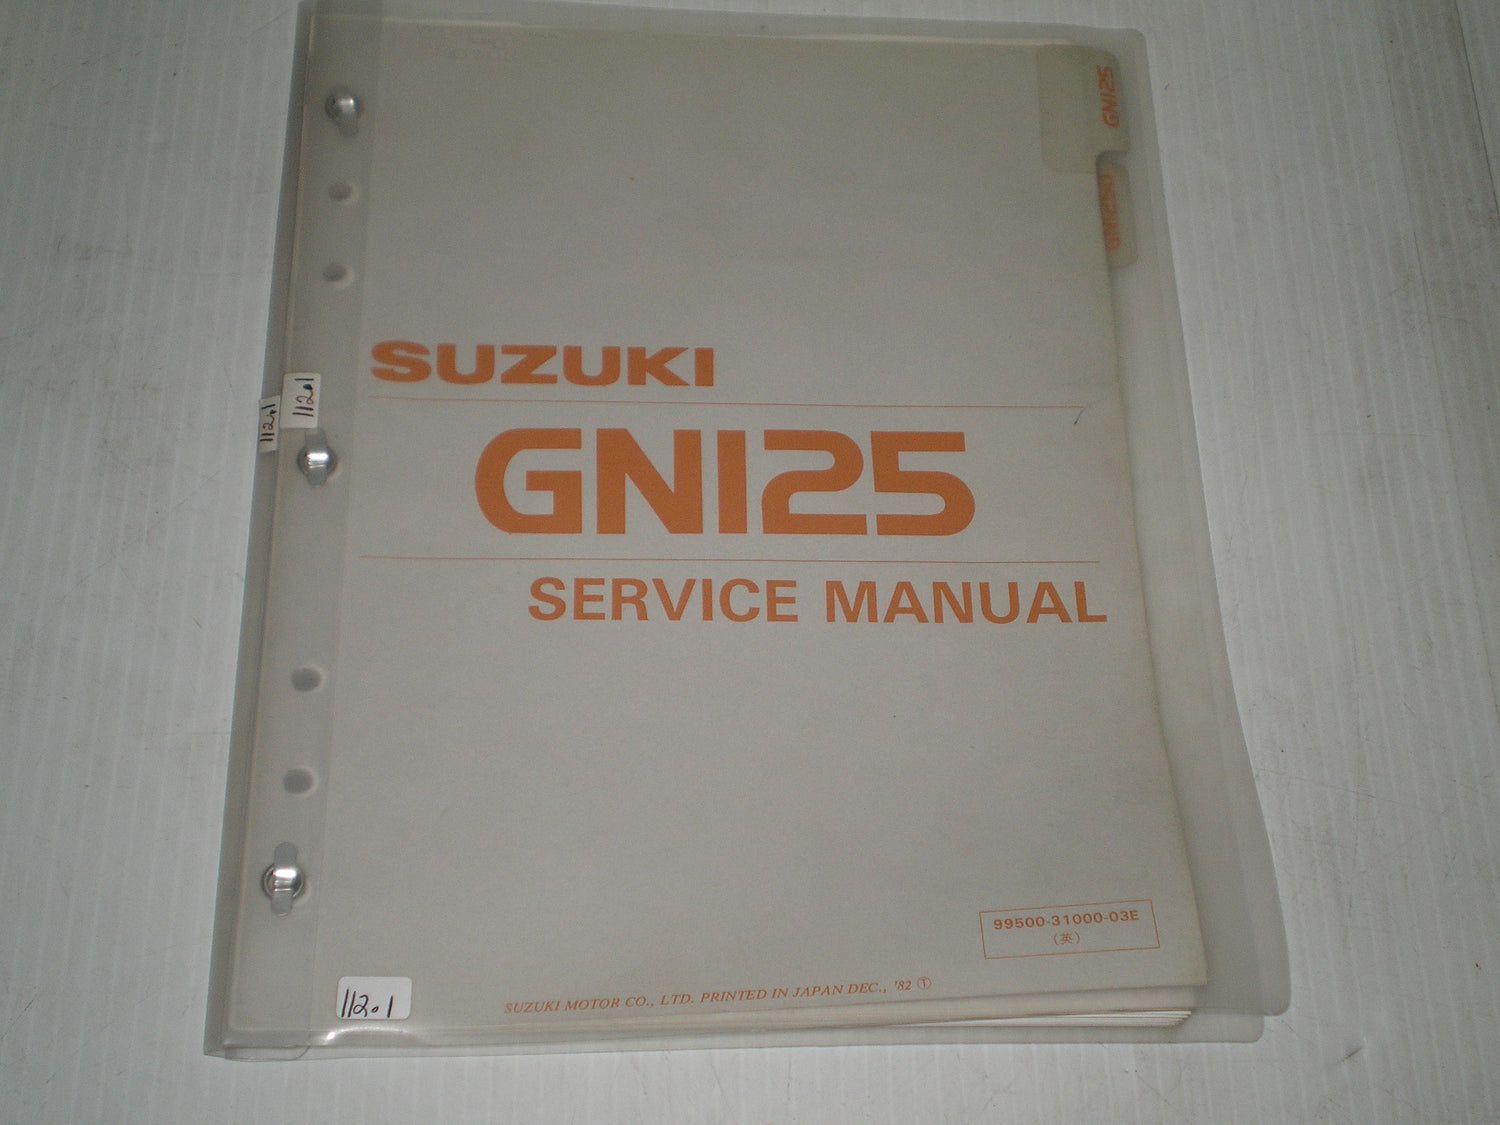 GN125
SUZUKI
112.1
112.1
GN125
SERVICE MANUAL
99500-31000-03E
(英)
112.1
SUZUKI MOTOR CO., LTD. PRINTED IN JAPAN DEC., '82 ①